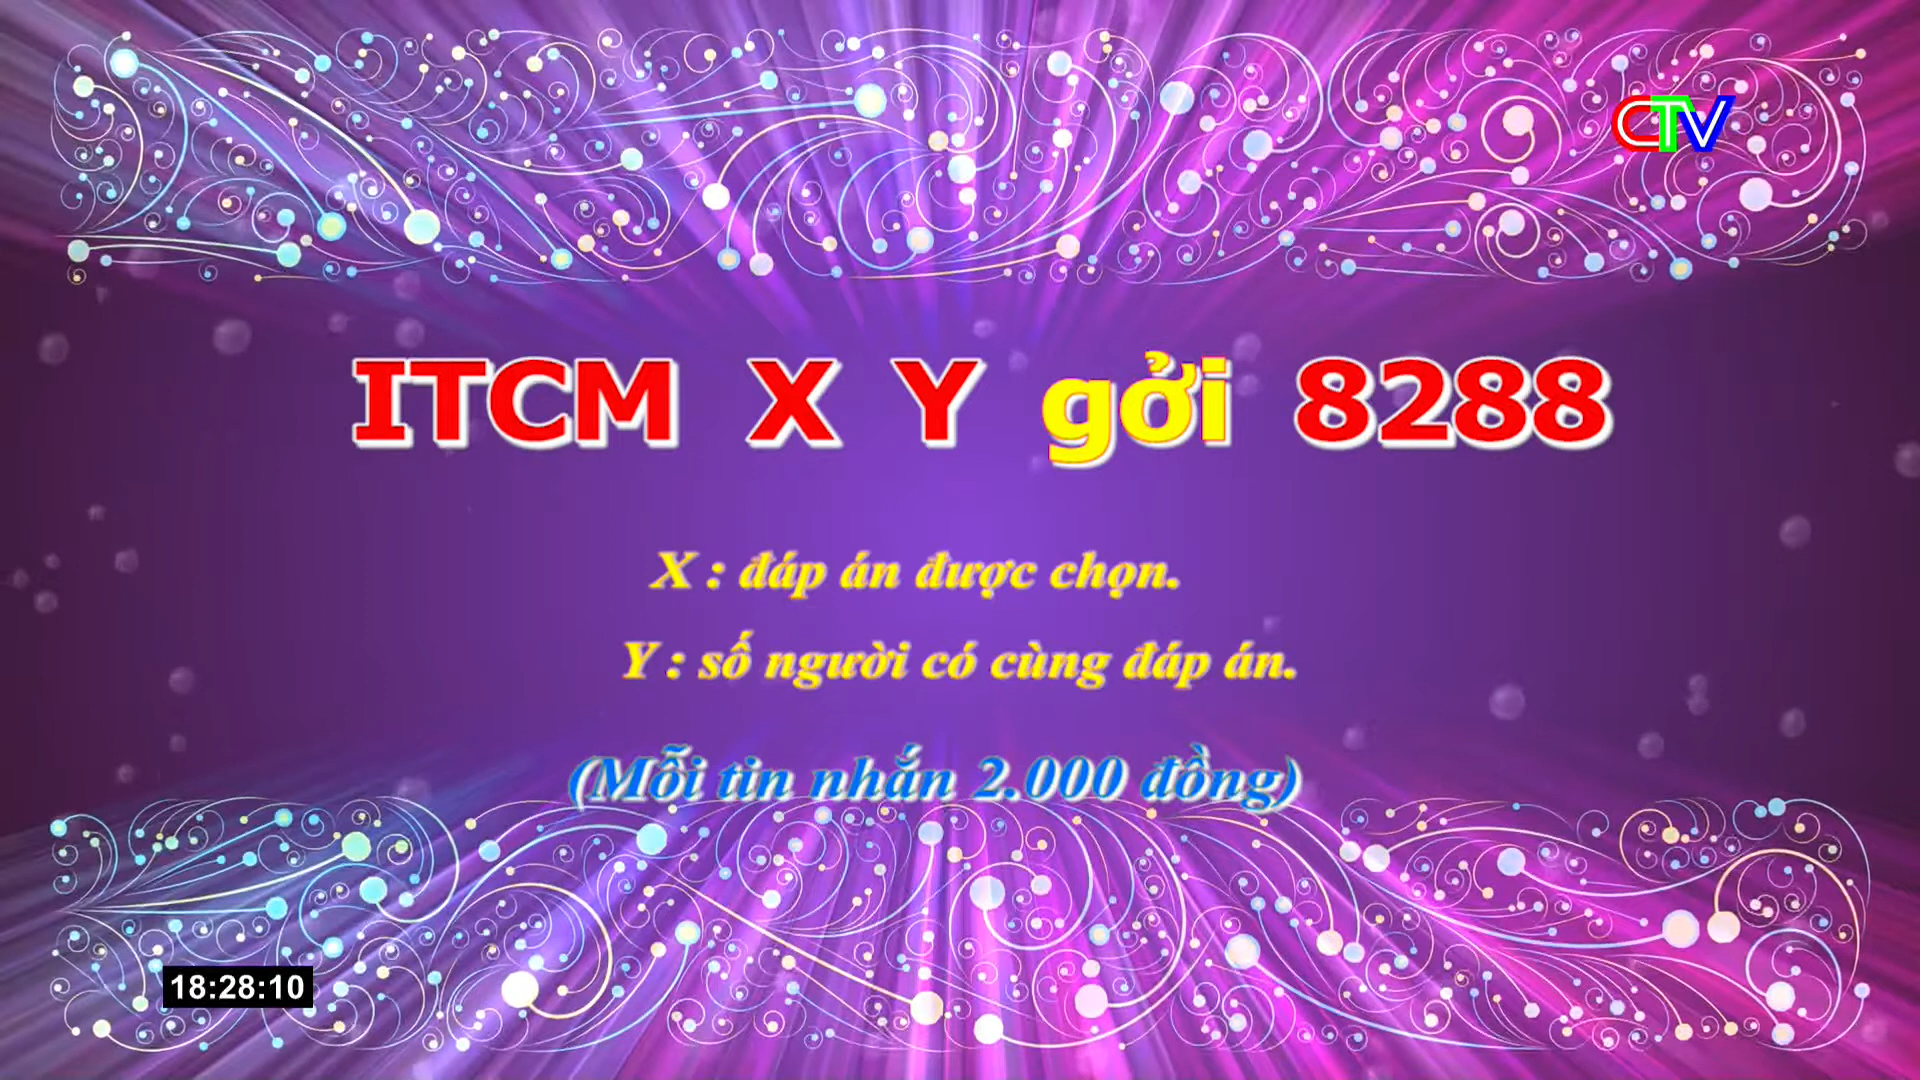 CTV
ITCM X Y gởi 8288
X : đáp án được chọn.
Y : số người có cùng đáp án.
(Mỗi tin nhắn 2.000 đồng)
18:28:10